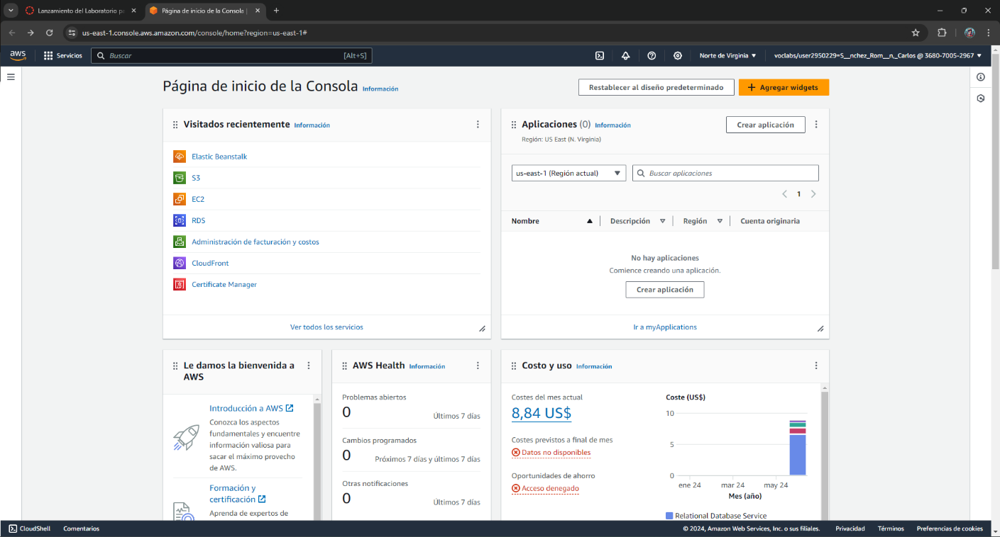 Lanzamiento del Laboratorio pa
Página de inicio de la Consola |
us-east-1.console.aws.amazon.com/console/home?region=us-east-1#
aws
Servicios
Buscar
[Alt+S]
Norte de Virginia
voclabs/user2950229=S__nchez_Rom__n,_Carlos @ 3680-7005-2967
Página de inicio de la Consola
Información
Restablecer al diseño predeterminado
Agregar widgets
Visitados recientemente
Información
Elastic Beanstalk
S3
EC2
RDS
Administración de facturación y costos
CloudFront
Certificate Manager
Ver todos los servicios
Aplicaciones (0)
Información
Región: US East (N. Virginia)
Crear aplicación
us-east-1 (Región actual)
Buscar aplicaciones
1
Nombre
Descripción
Región
Cuenta originaria
No hay aplicaciones
Comience creando una aplicación.
Crear aplicación
Ir a myApplications
Le damos la bienvenida a
AWS
Introducción a AWS
Conozca los aspectos
fundamentales y encuentre
información valiosa para
sacar el máximo provecho
de AWS.
Formación y
certificación
Aprenda de expertos de
AWS Health
Información
Problemas abiertos
0
Últimos 7 días
Cambios programados
0
Próximos 7 días y últimos 7 días
Otras notificaciones
0
Últimos 7 días
Costo y uso
Información
Costes del mes actual
8,84 US$
Costes previstos a final de mes
Datos no disponibles
Oportunidades de ahorro
Acceso denegado
Coste (US$)
10
5
0
ene 24
mar 24
may 24
Mes (año)
Relational Database Service
CloudShell
Comentarios
© 2024, Amazon Web Services, Inc. o sus filiales.
Privacidad
Términos
Preferencias de cookies